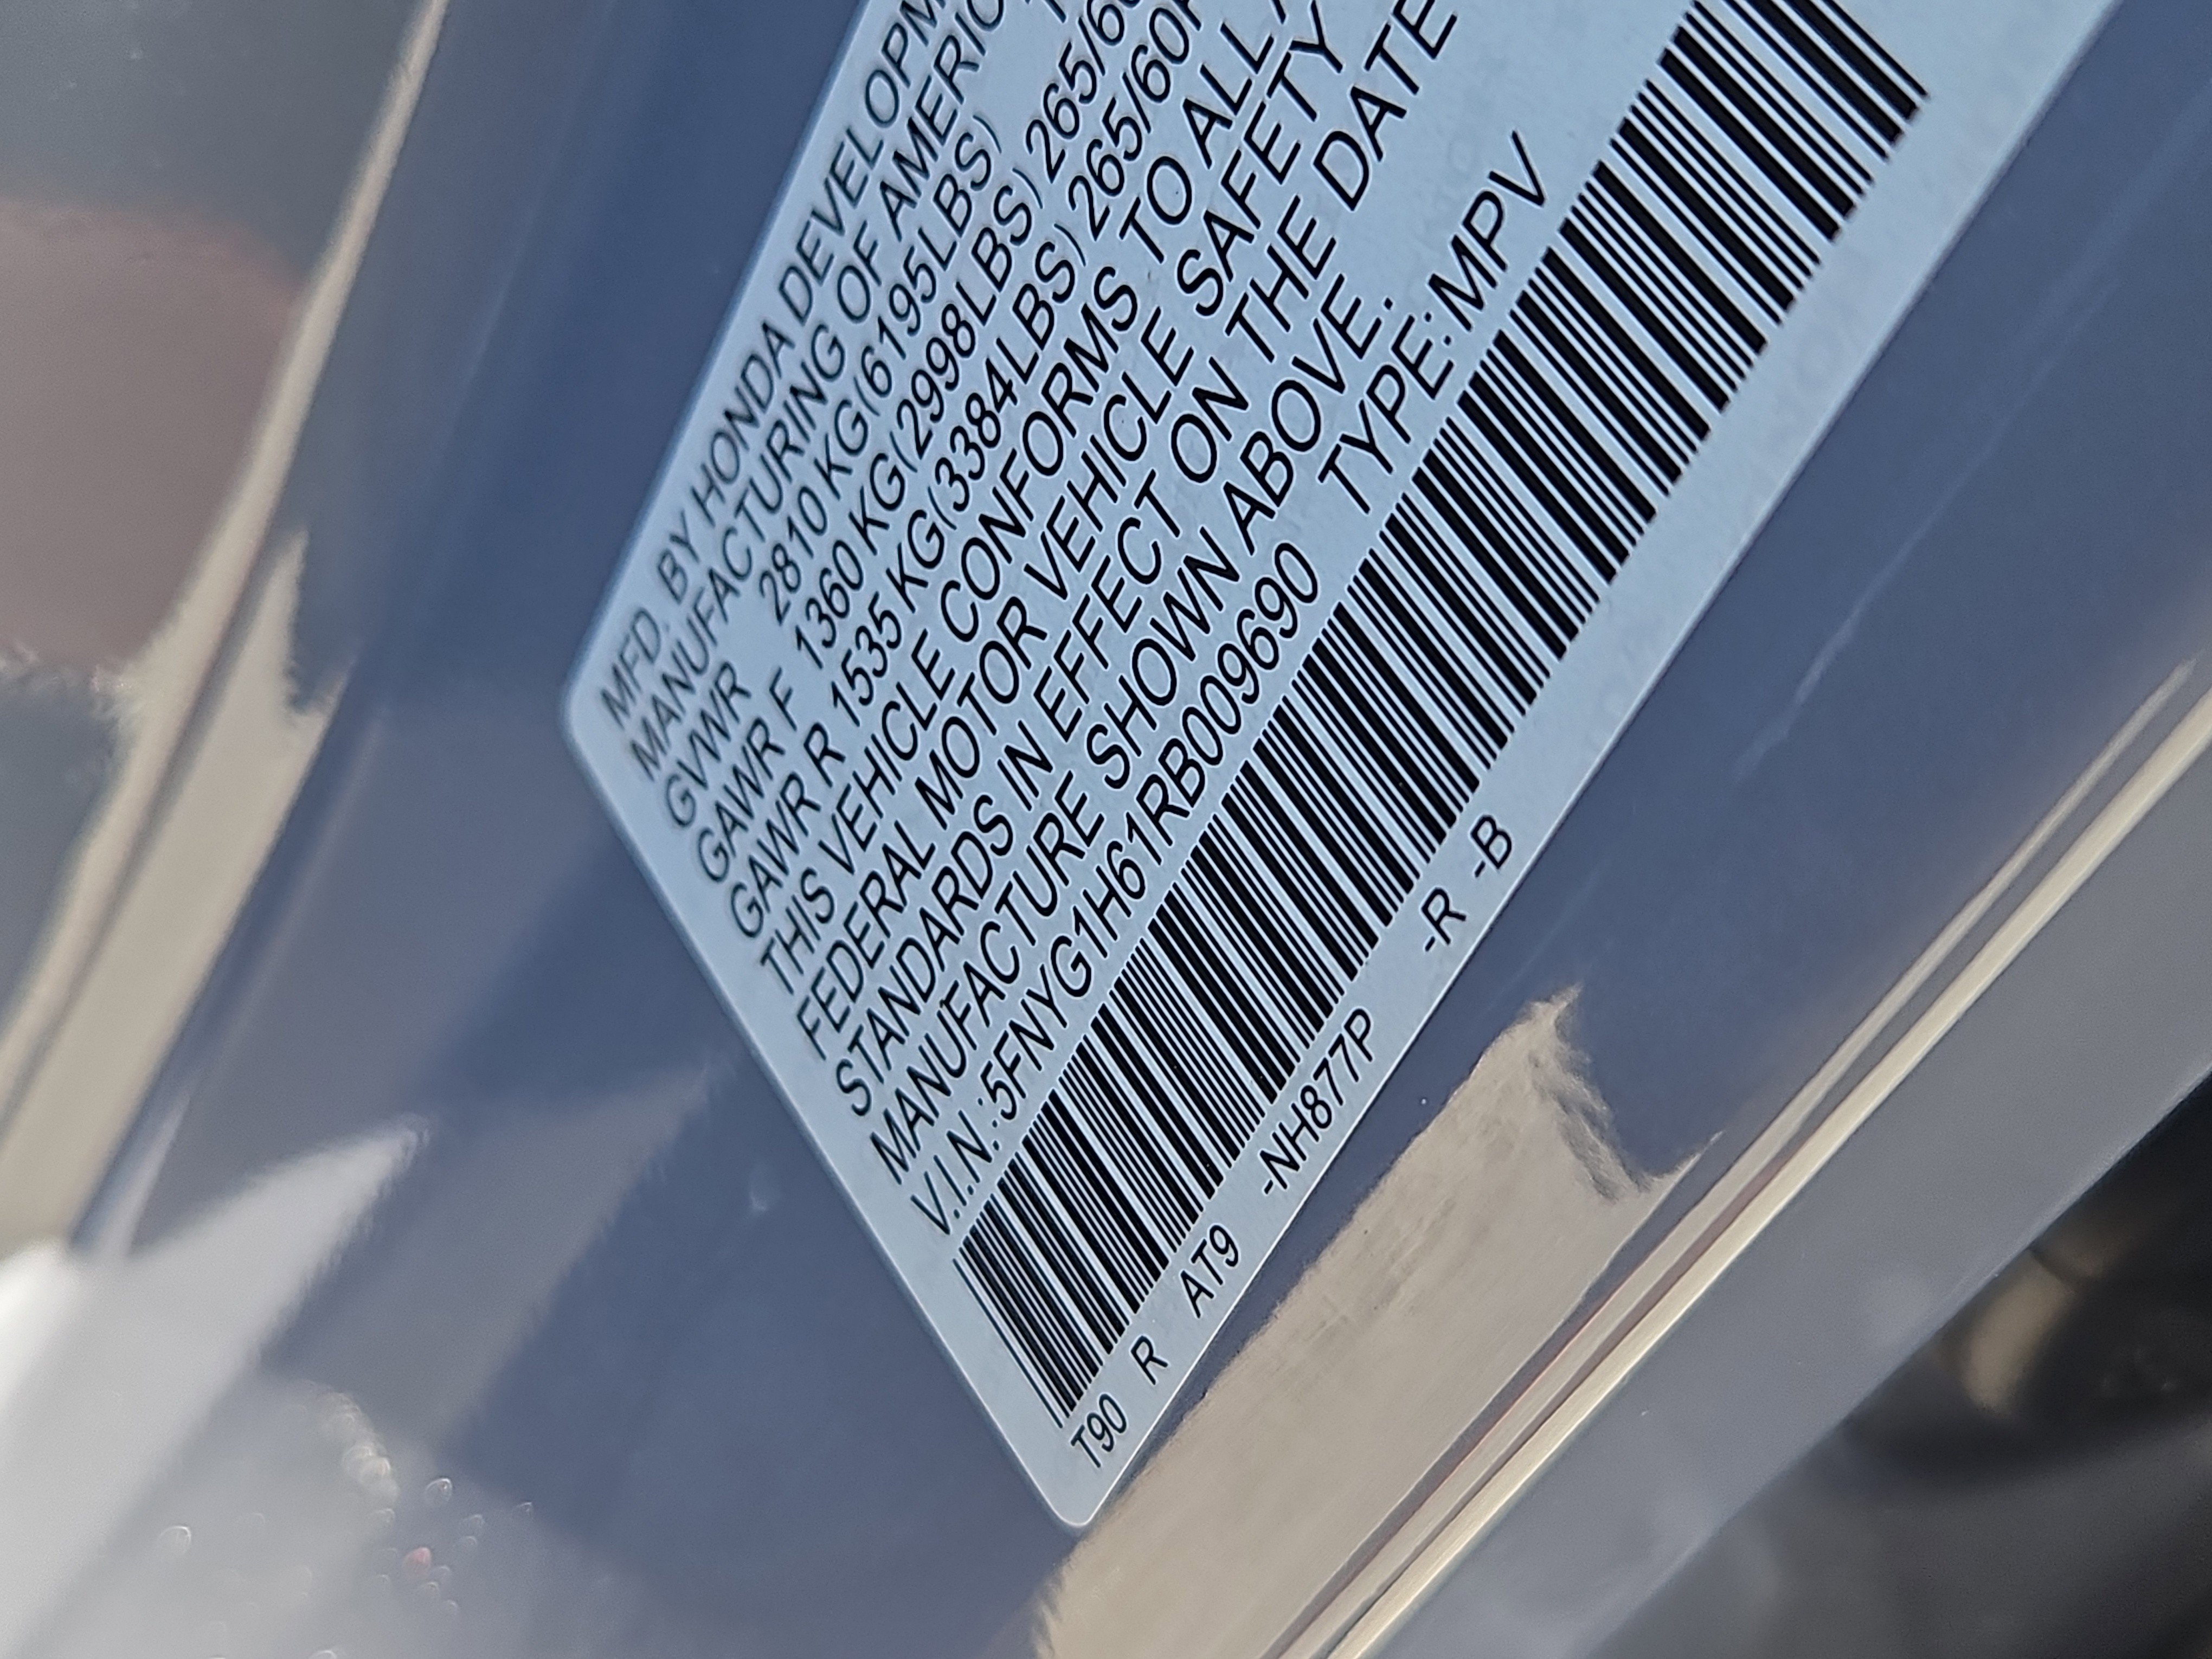 MFD. BY HONDA DEVELOPM
MANUFACTURING OF AMERIC
GVWR 2810 KG(6195LBS)
GAWR F 1360 KG(2998LBS) 265/60
GAWR R 1535 KG(3384LBS) 265/60R
THIS VEHICLE CONFORMS TO ALL
FEDERAL MOTOR VEHICLE SAFETY
STANDARDS IN EFFECT ON THE DATE
MANUFACTURE SHOWN ABOVE.
V.I.N.:5FNYG1H61RB009690 TYPE:MPV
T90 R AT9 -NH877P -R -B